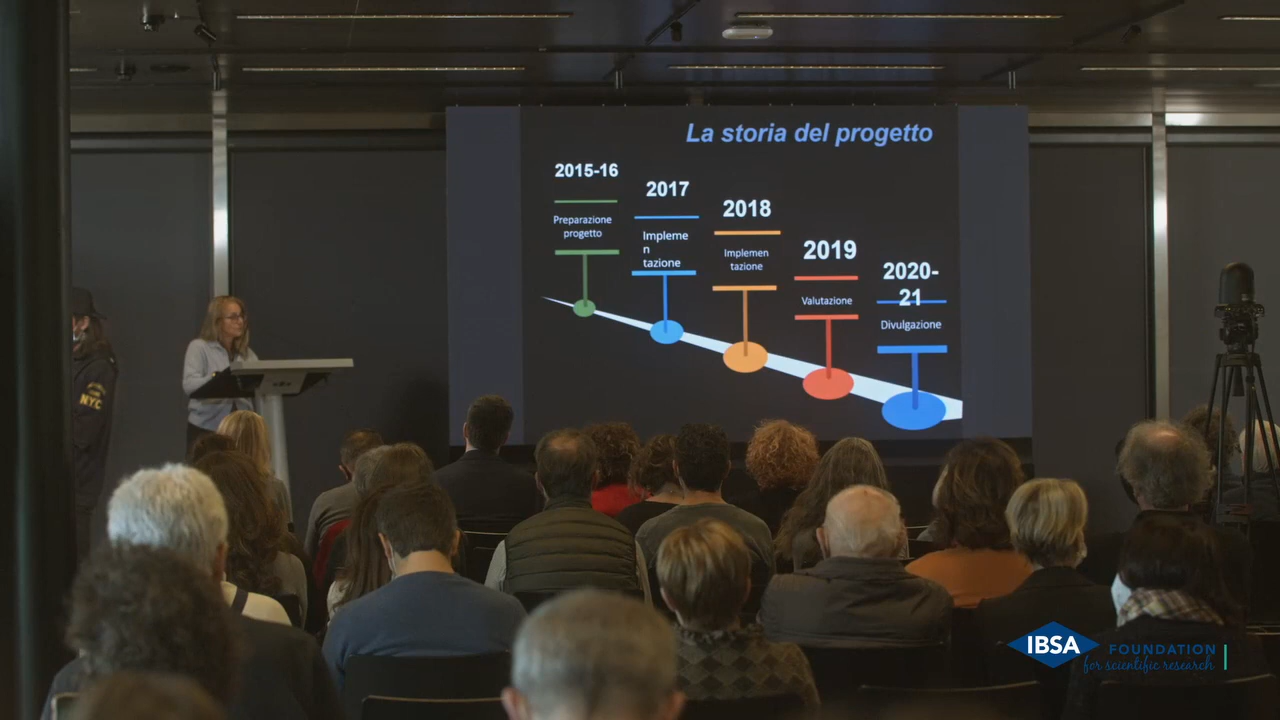 La storia del progetto
2015-16
Preparazione
progetto
2017
Impleme
n
tazione
2018
Implemen
tazione
2019
Valutazione
2020-
21
Divulgazione
NYC
IBSA
FOUNDATION
for scientific research